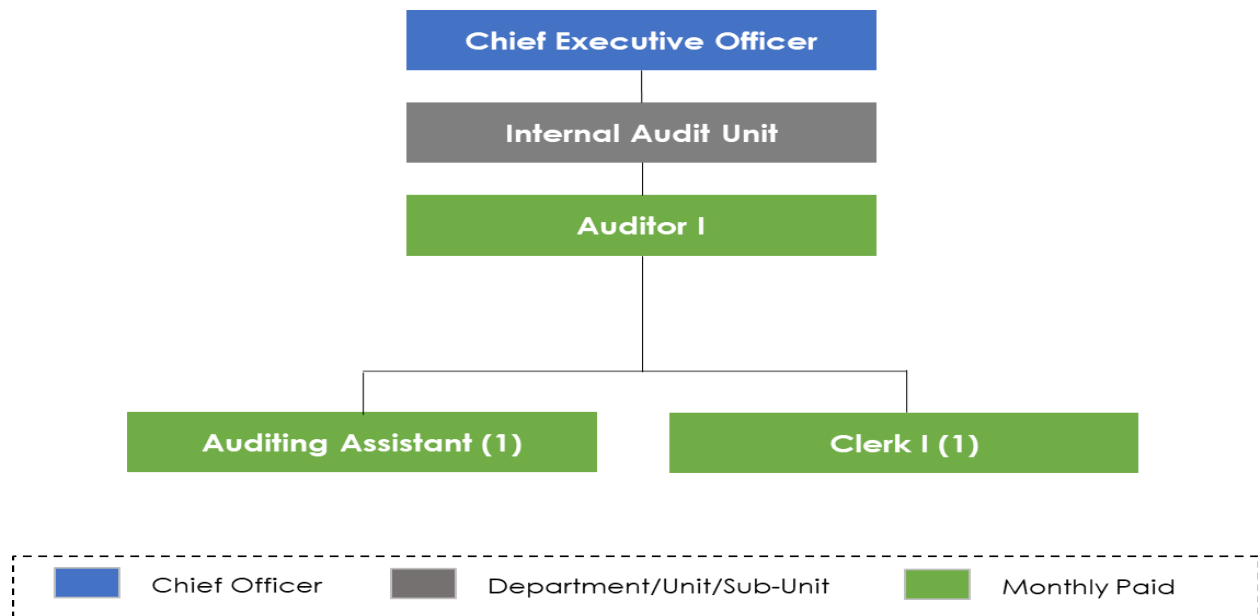 Chief Executive Officer
Internal Audit Unit
Auditor I
Auditing Assistant (1)
Clerk I (1)
Chief Officer
Department/Unit/Sub-Unit
Monthly Paid